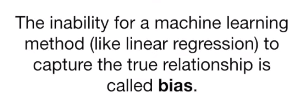 The inability for a machine learning
method (like linear regression) to
capture the true relationship is
called bias.